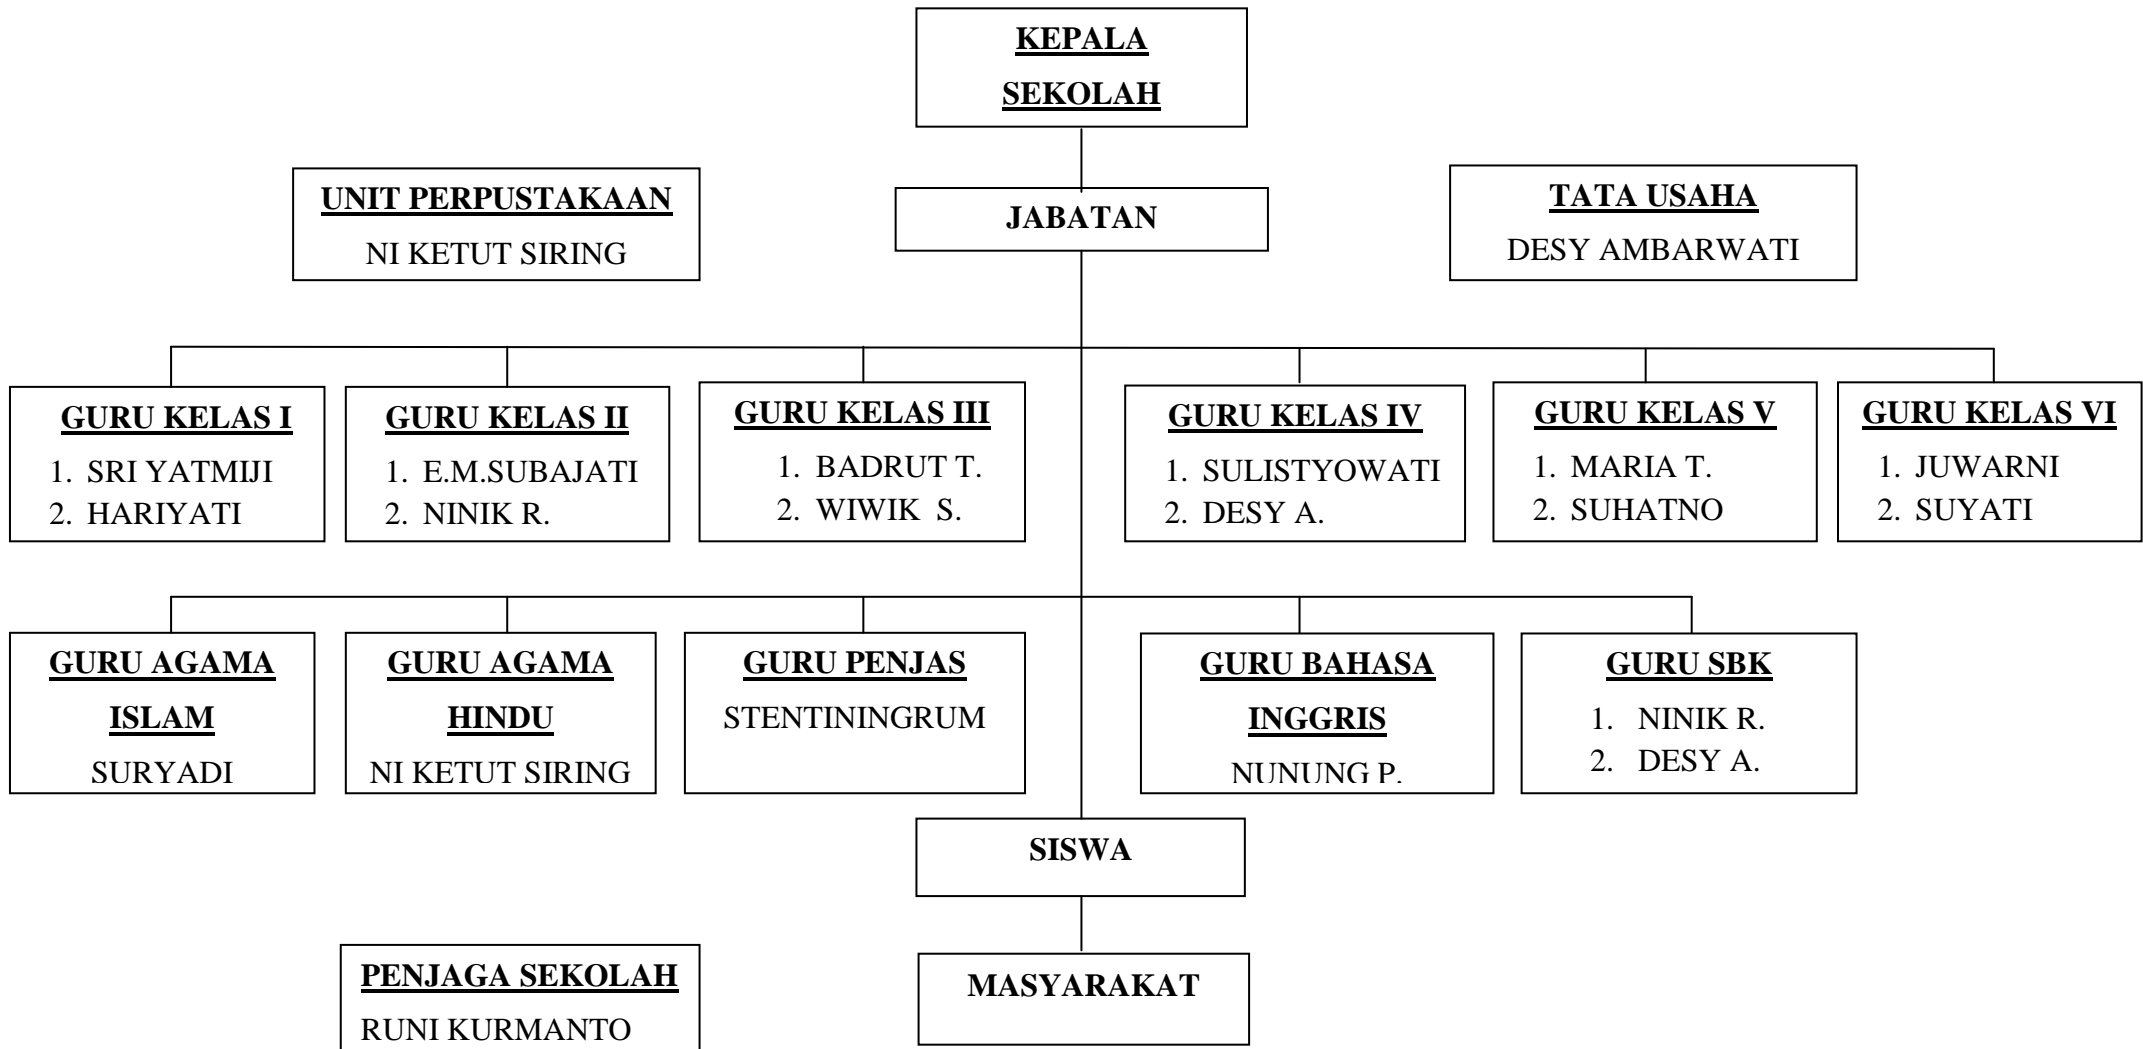 KEPALA
SEKOLAH
UNIT PERPUSTAKAAN
NI KETUT SIRING
JABATAN
TATA USAHA
DESY AMBARWATI
GURU KELAS I
1. SRI YATMIJI
2. HARIYATI
GURU KELAS II
1. E.M.SUBAJATI
2. NINIK R.
GURU KELAS III
1. BADRUT T.
2. WIWIK S.
GURU KELAS IV
1. SULISTYOWATI
2. DESY A.
GURU KELAS V
1. MARIA T.
2. SUHATNO
GURU KELAS VI
1. JUWARNI
2. SUYATI
GURU AGAMA
ISLAM
SURYADI
GURU AGAMA
HINDU
NI KETUT SIRING
GURU PENJAS
STENTININGRUM
GURU BAHASA
INGGRIS
NUNUNG P.
GURU SBK
1. NINIK R.
2. DESY A.
SISWA
PENJAGA SEKOLAH
RUNI KURMANTO
MASYARAKAT